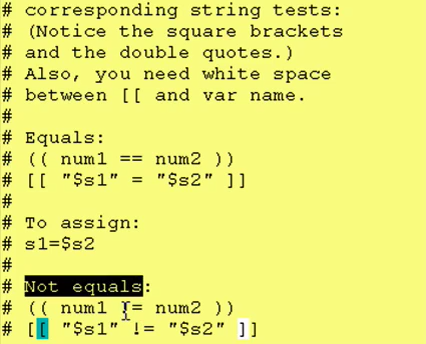 # corresponding string tests:
# (Notice the square brackets
# and the double quotes.)
# Also, you need white space
# between [[ and var name.
#
# Equals:
# (( num1 == num2 ))
# [[ "$s1" = "$s2" ]]
#
# To assign:
# s1=$s2
#
# Not equals:
# (( num1 != num2 ))
# [[ "$s1" != "$s2" ]]